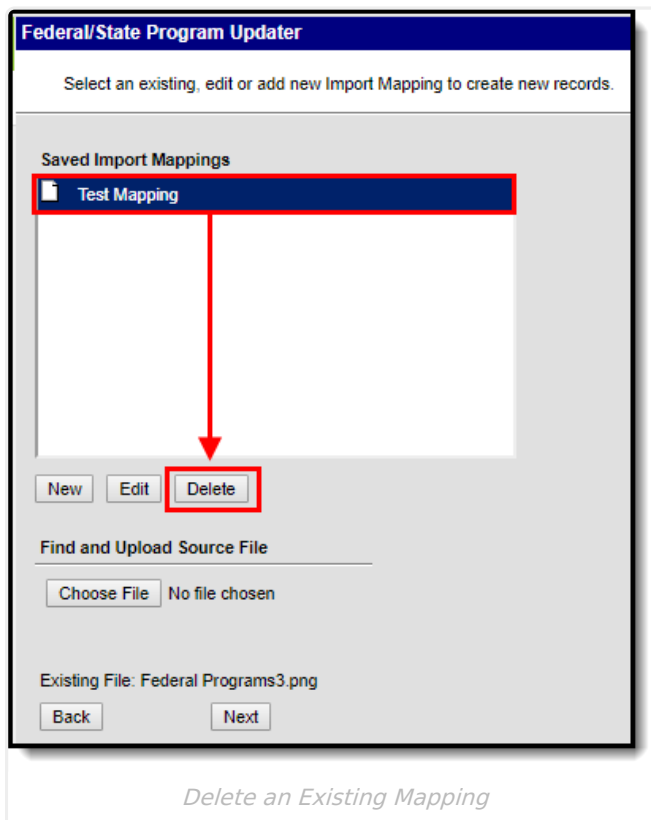 Federal/State Program Updater
Select an existing, edit or add new Import Mapping to create new records.
Saved Import Mappings
Test Mapping
New Edit Delete
Find and Upload Source File
Choose File No file chosen
Existing File: Federal Programs3.png
Back Next
Delete an Existing Mapping